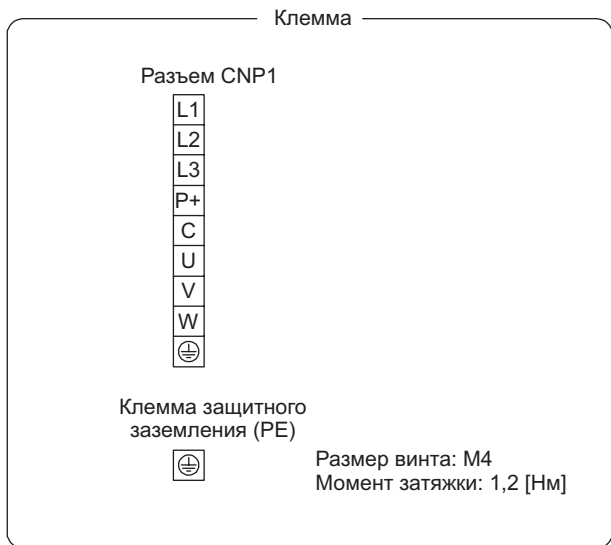 Клемма
Разъем CNP1
L1
L2
L3
P+
C
U
V
W
Клемма защитного
заземления (PE)
Размер винта: M4
Момент затяжки: 1,2 [Нм]